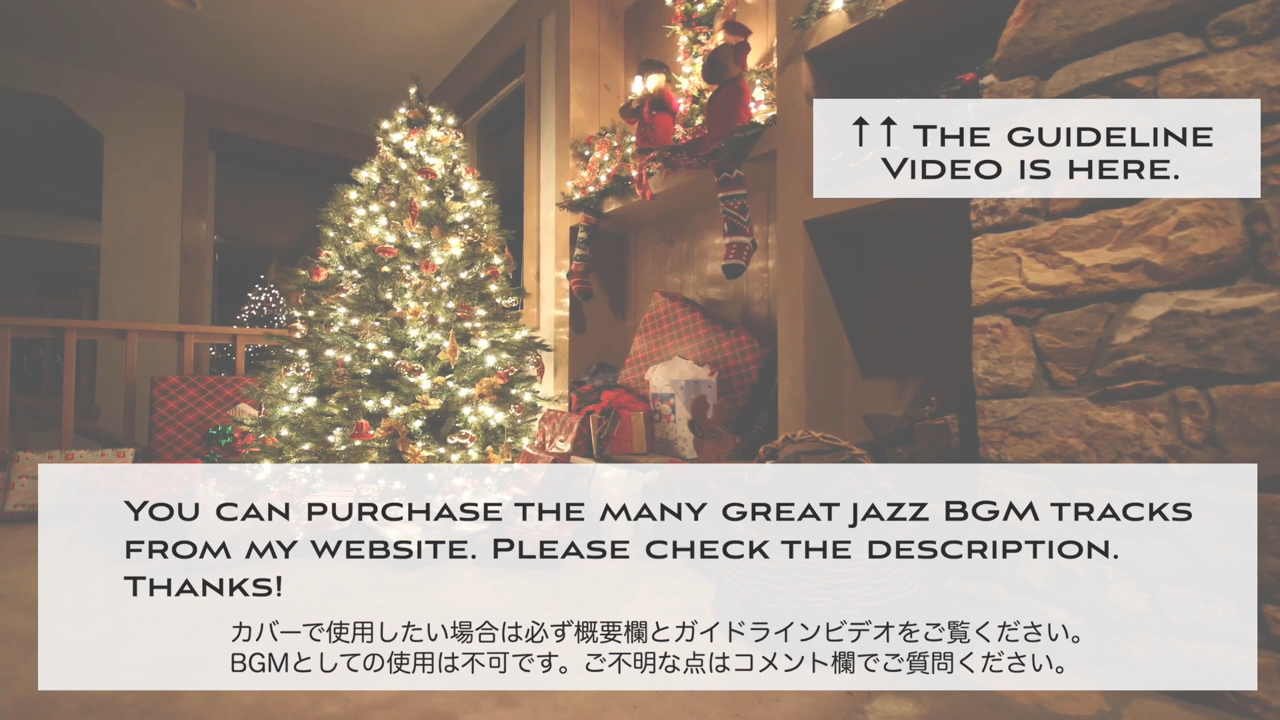 ↑↑ The guideline
Video is here.
You can purchase the many great jazz BGM tracks
from my website. Please check the description.
Thanks!
カバーで使用したい場合は必ず概要欄とガイドラインビデオをご覧ください。
BGMとしての使用は不可です。ご不明な点はコメント欄でご質問ください。